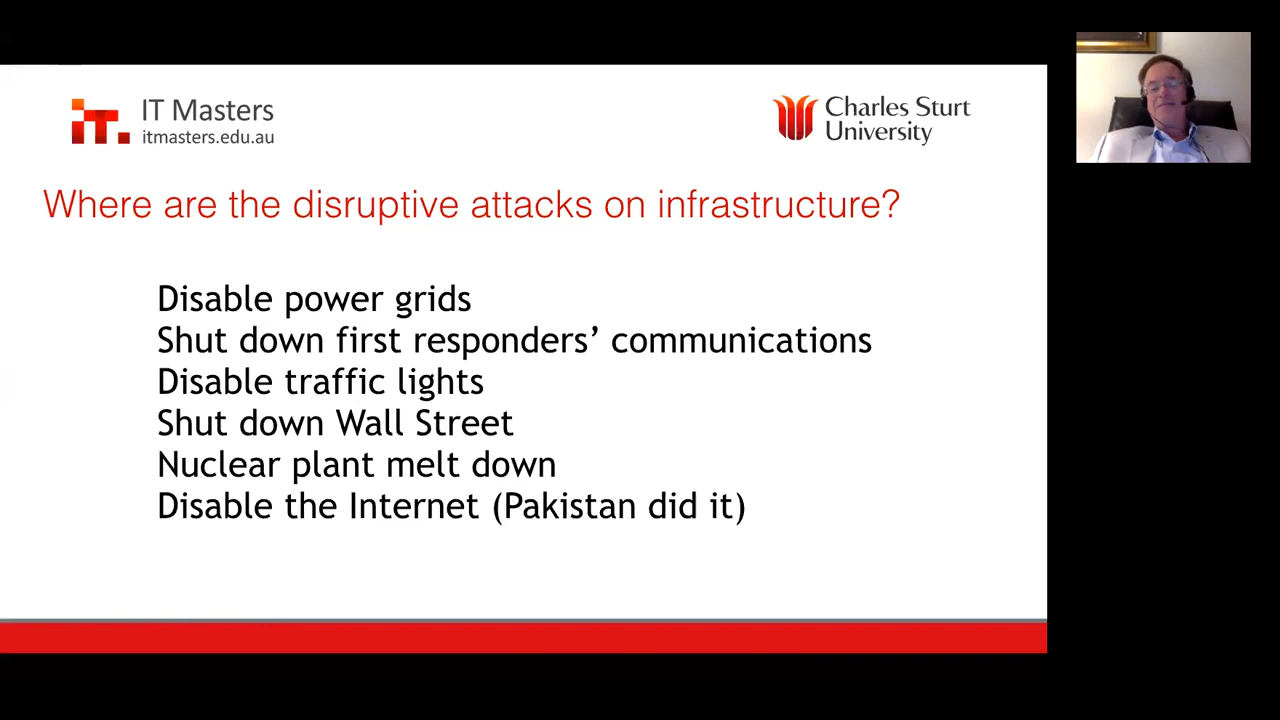 IT Masters
itmasters.edu.au
Charles Sturt
University
Where are the disruptive attacks on infrastructure?
Disable power grids
Shut down first responders’ communications
Disable traffic lights
Shut down Wall Street
Nuclear plant melt down
Disable the Internet (Pakistan did it)